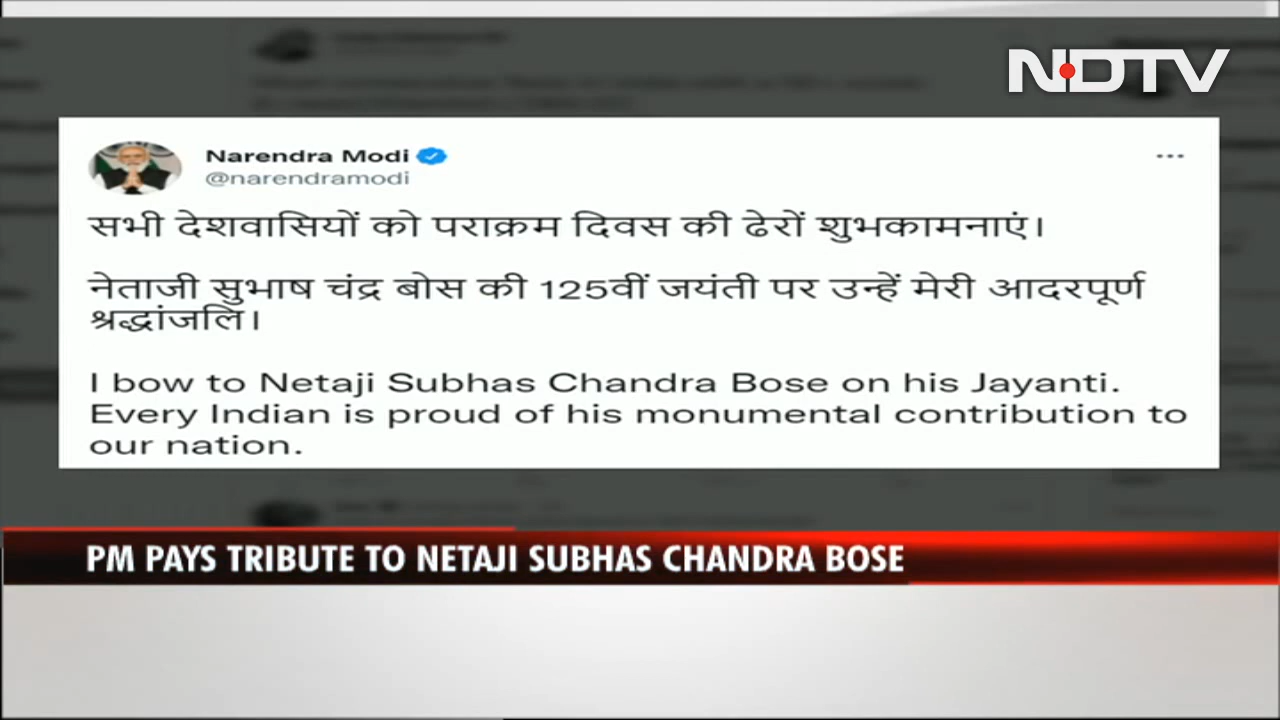 NDTV
Narendra Modi
@narendramodi
सभी देशवासियों को पराक्रम दिवस की ढेरों शुभकामनाएं।
नेताजी सुभाष चंद्र बोस की 125वीं जयंती पर उन्हें मेरी आदरपूर्ण
श्रद्धांजलि।
I bow to Netaji Subhas Chandra Bose on his Jayanti.
Every Indian is proud of his monumental contribution to
our nation.
PM PAYS TRIBUTE TO NETAJI SUBHAS CHANDRA BOSE